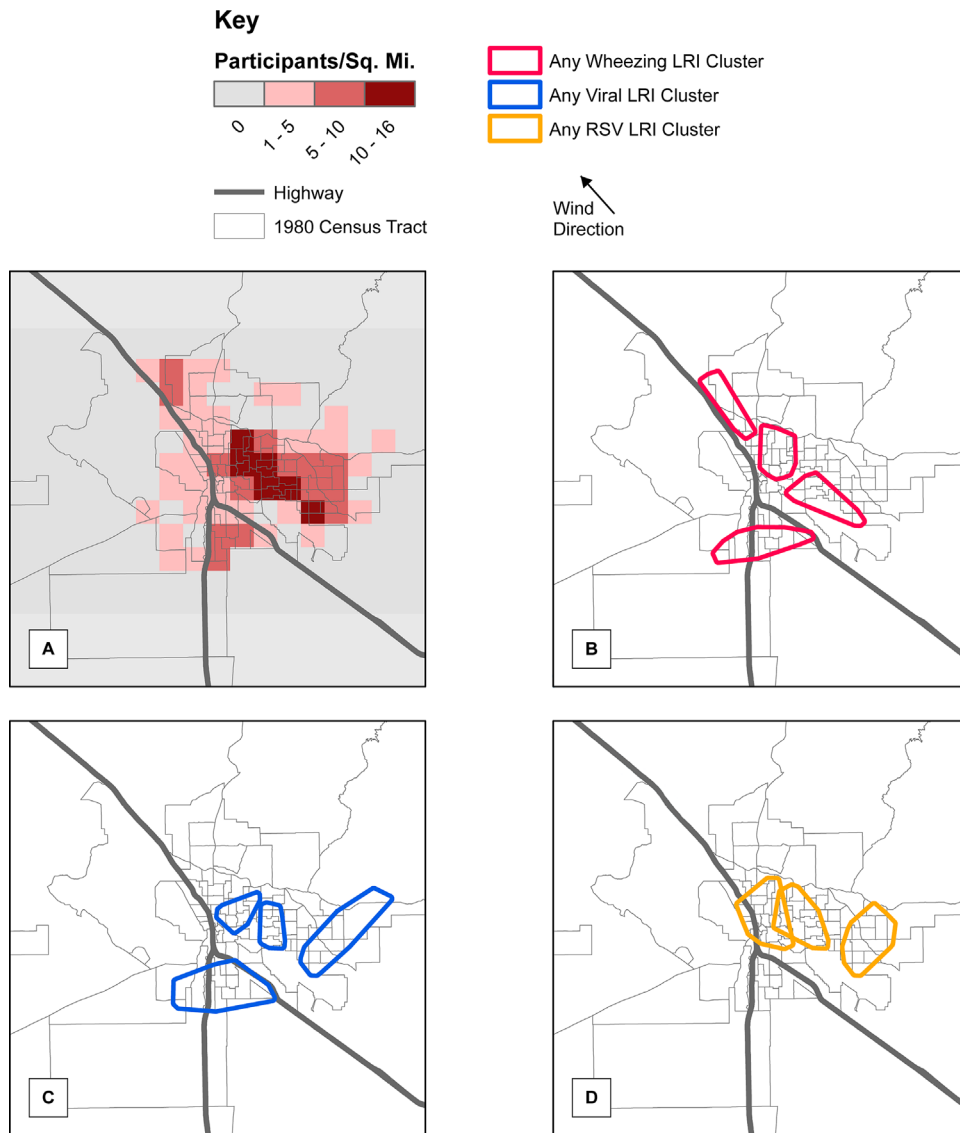 Key
Participants/Sq. Mi.
0
1 - 5
5 - 10
10 - 16
Highway
1980 Census Tract
Any Wheezing LRI Cluster
Any Viral LRI Cluster
Any RSV LRI Cluster
Wind
Direction
A
B
C
D